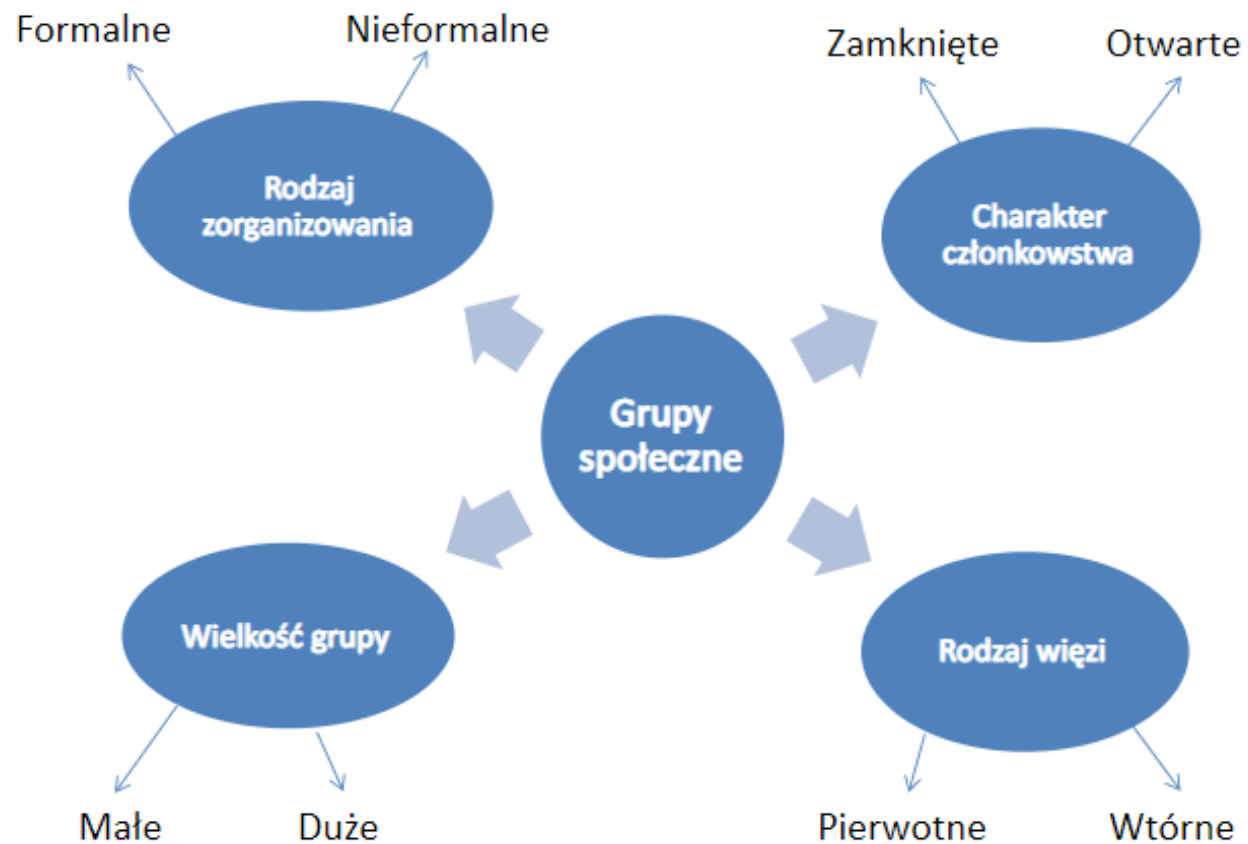 Formalne
Nieformalne
Zamknięte
Otwarte
Rodzaj
zorganizowania
Charakter
członkowstwa
Grupy
społeczne
Wielkość grupy
Rodzaj więzi
Małe
Duże
Pierwotne
Wtórne